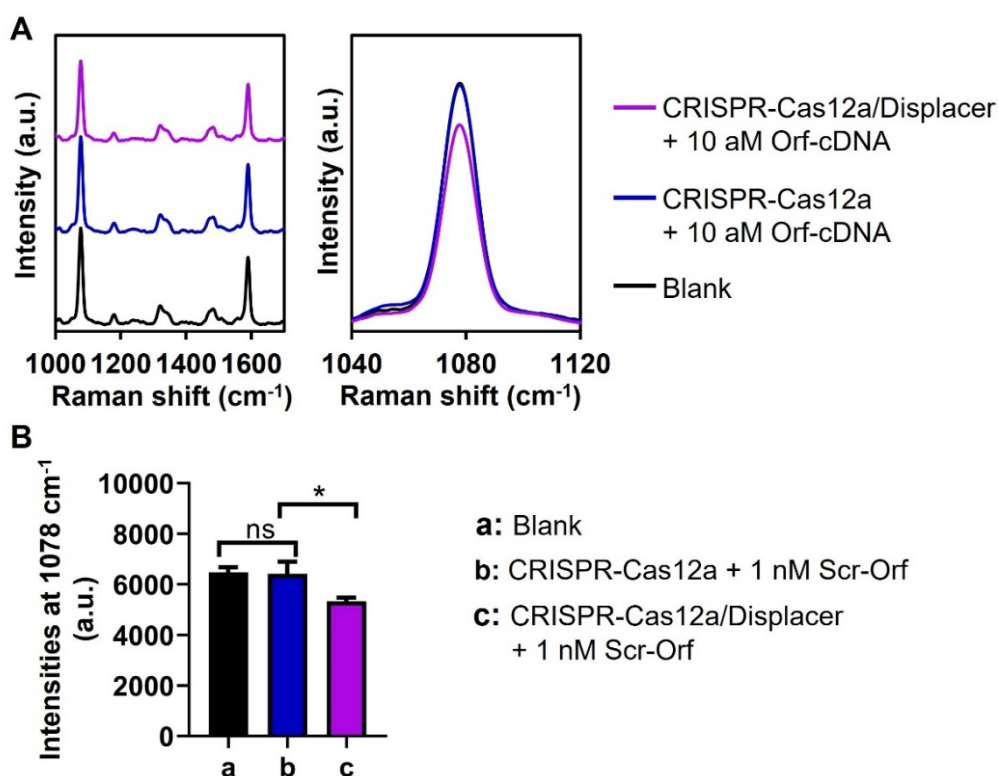 A
Intensity (a.u.)
1000 1200 1400 1600
Raman shift (cm⁻¹)
Intensity (a.u.)
1040 1080 1120
Raman shift (cm⁻¹)
CRISPR-Cas12a/Displacer
+ 10 aM Orf-cDNA
CRISPR-Cas12a
+ 10 aM Orf-cDNA
Blank
B
Intensities at 1078 cm⁻¹
(a.u.)
10000
8000
6000
4000
2000
0
ns
*
a b c
a: Blank
b: CRISPR-Cas12a + 1 nM Scr-Orf
c: CRISPR-Cas12a/Displacer
+ 1 nM Scr-Orf